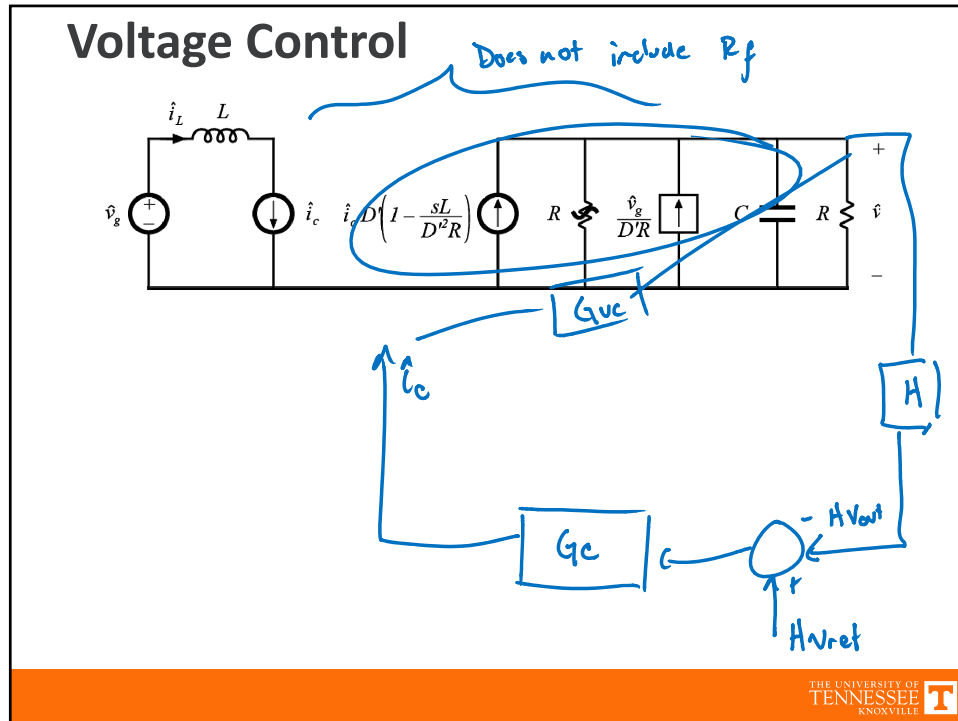 Voltage Control
Does not include Rf
î_L L
v̂_g + −
î_c
î_c D'(1 − sL/D'²R)
R
v̂_g/D'R
C
R
+
v̂
−
Gvc
î_c
H
Gc
− HVout
+
HVref
THE UNIVERSITY OF
TENNESSEE
KNOXVILLE
T